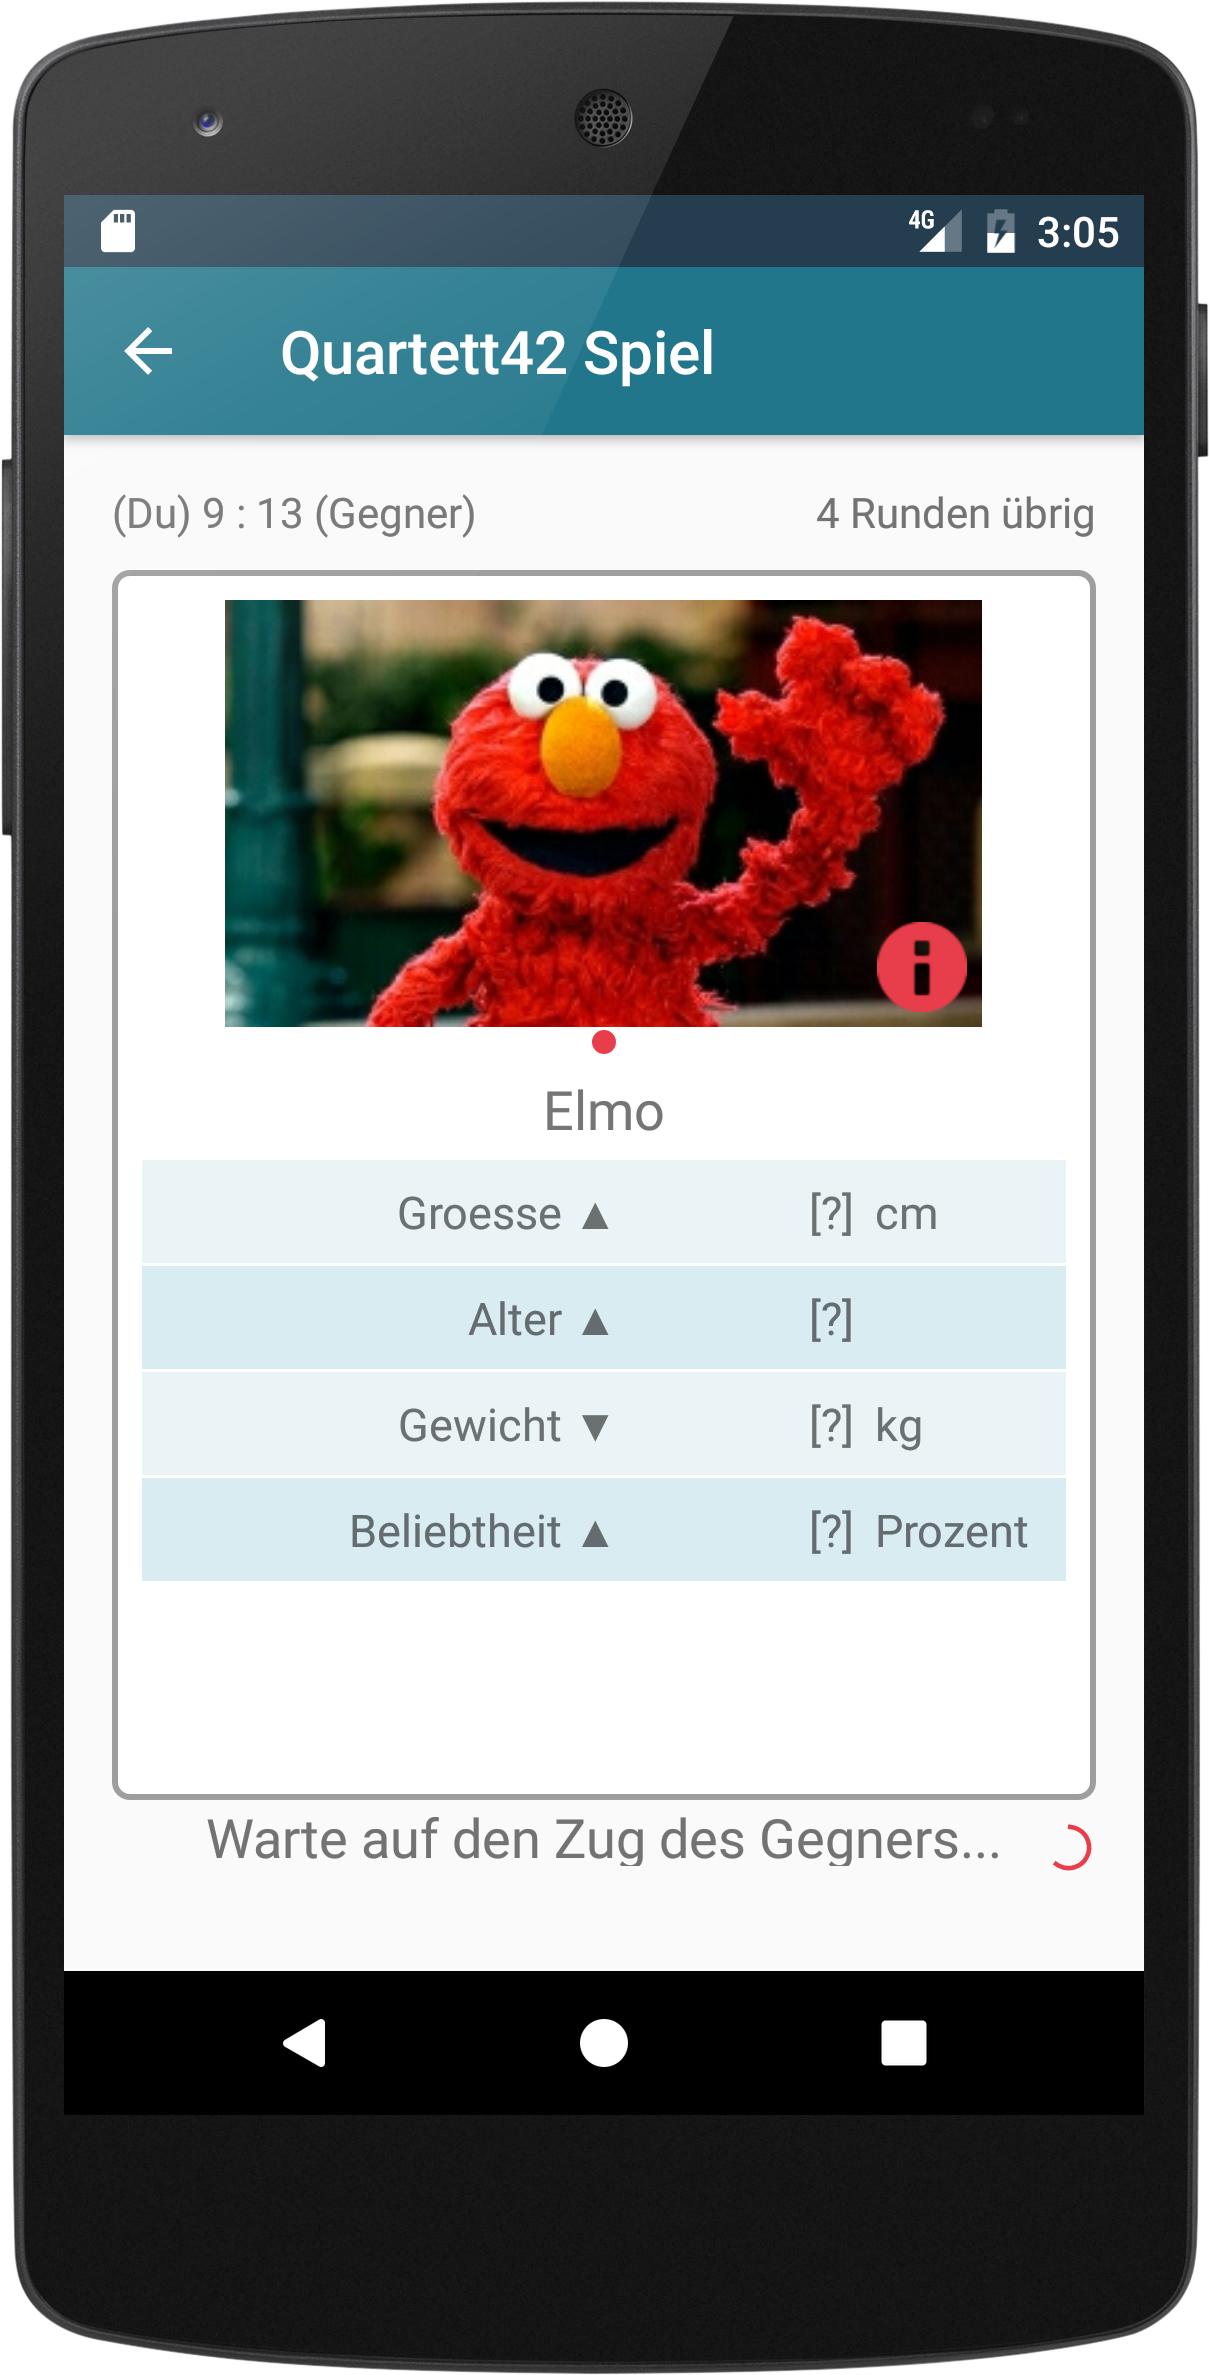 4G 3:05
Quartett42 Spiel
(Du) 9 : 13 (Gegner)
4 Runden übrig
Elmo
Groesse ▲ [?] cm
Alter ▲ [?]
Gewicht ▼ [?] kg
Beliebtheit ▲ [?] Prozent
Warte auf den Zug des Gegners...